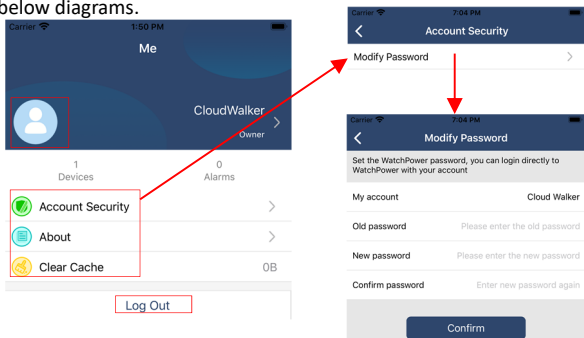 below diagrams.
Carrier 1:50 PM
Me
CloudWalker
Owner
1 0
Devices Alarms
Account Security
About
Clear Cache 0B
Log Out
Carrier 7:04 PM
Account Security
Modify Password
Carrier 7:04 PM
Modify Password
Set the WatchPower password, you can login directly to
WatchPower with your account
My account Cloud Walker
Old password Please enter the old password
New password Please enter the new password
Confirm password Enter new password again
Confirm